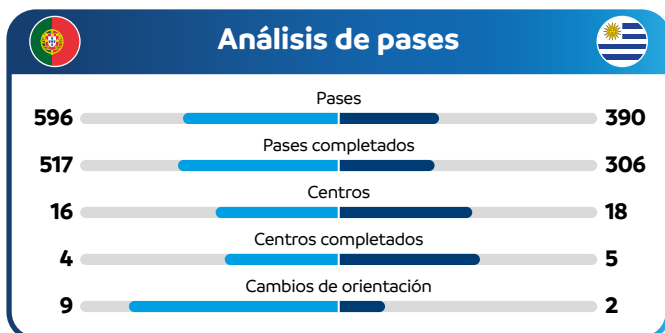 Análisis de pases
Pases
596 390
Pases completados
517 306
Centros
16 18
Centros completados
4 5
Cambios de orientación
9 2